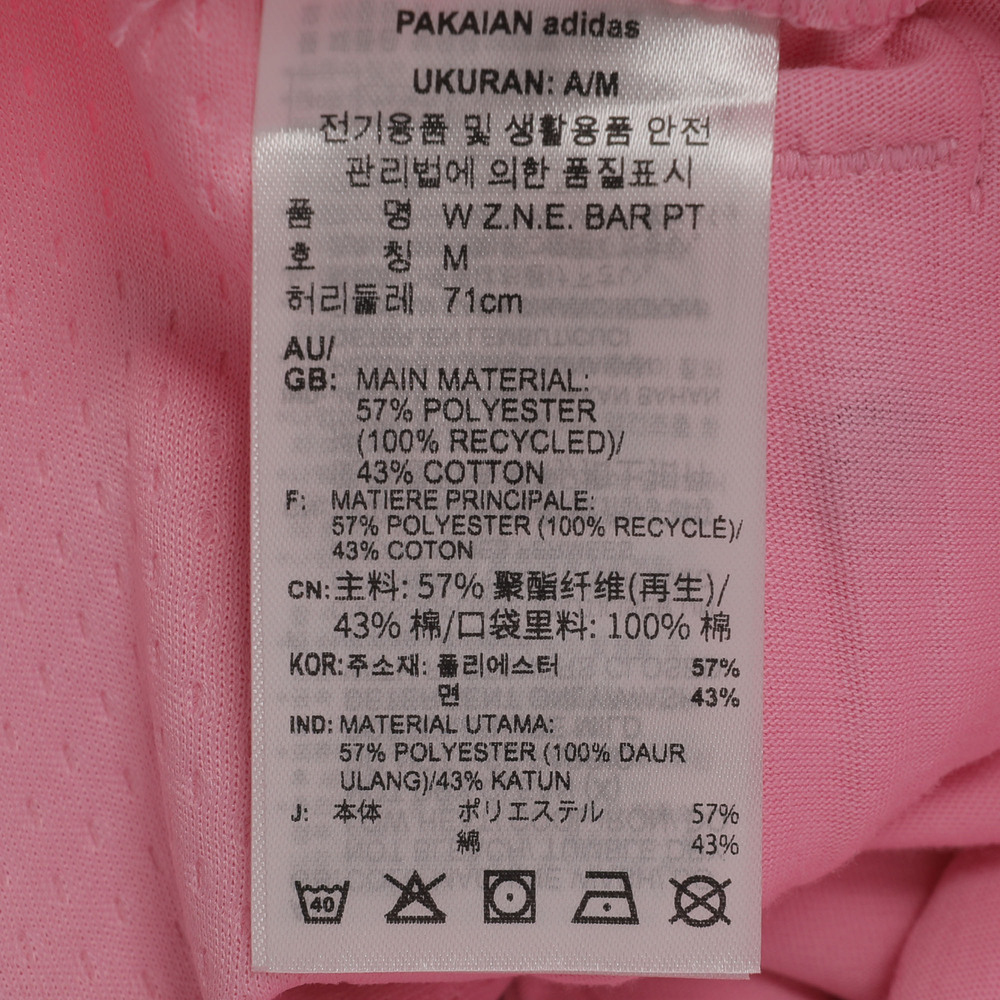 PAKAIAN adidas
UKURAN: A/M
전기용품 및 생활용품 안전
관리법에 의한 품질표시
품 명 W Z.N.E. BAR PT
호 칭 M
허리둘레 71cm
AU/
GB: MAIN MATERIAL:
57% POLYESTER
(100% RECYCLED)/
43% COTTON
F: MATIERE PRINCIPALE:
57% POLYESTER (100% RECYCLÉ)/
43% COTON
CN: 主料: 57% 聚酯纤维(再生)/
43% 棉/口袋里料: 100% 棉
KOR: 주소재: 폴리에스터 57%
면 43%
IND: MATERIAL UTAMA:
57% POLYESTER (100% DAUR
ULANG)/43% KATUN
J: 本体 ポリエステル 57%
綿 43%
40